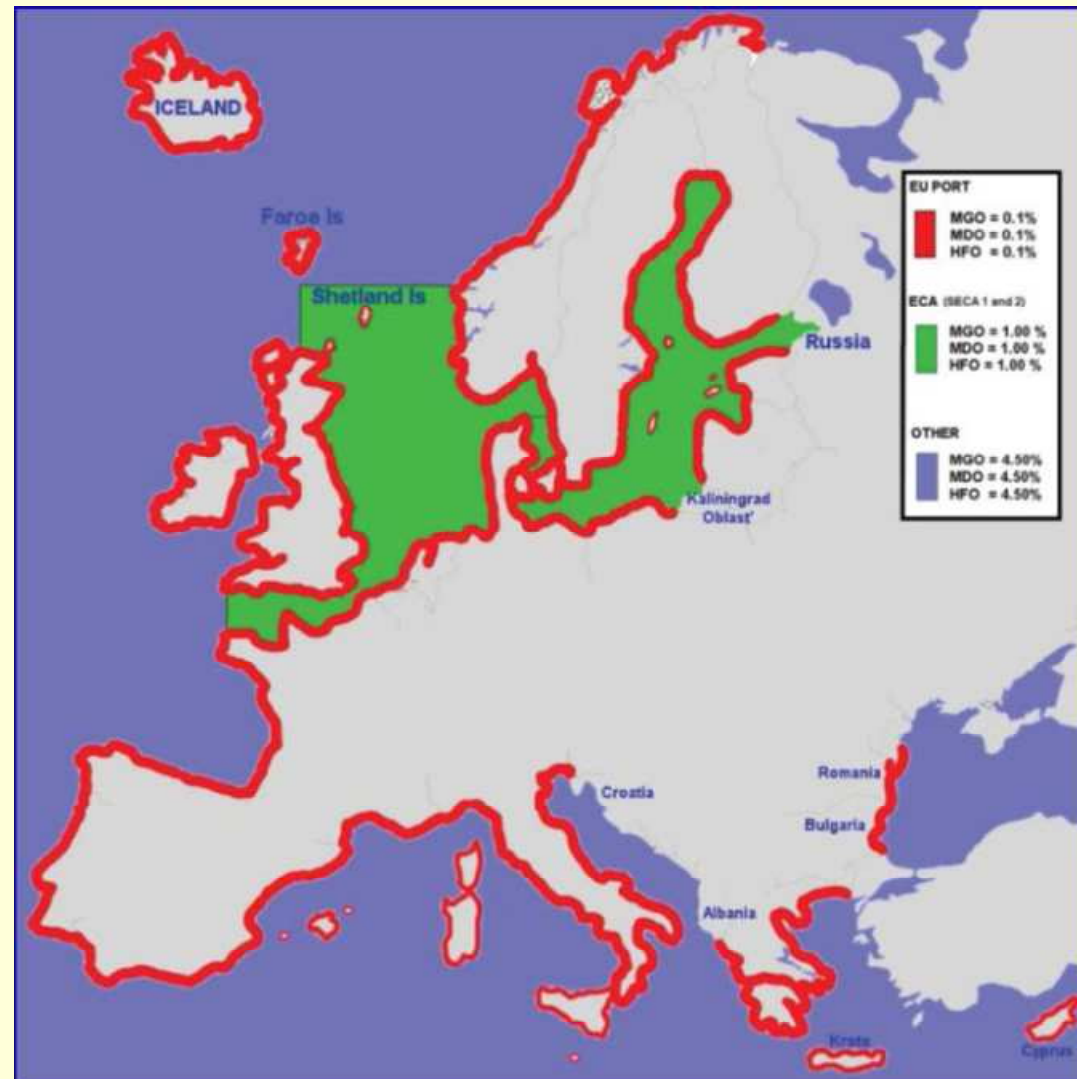 ICELAND
Faroe Is
Shetland Is
EU PORT
MGO = 0.1%
MDO = 0.1%
HFO = 0.1%
ECA (SECA 1 and 2)
MGO = 1.00 %
MDO = 1.00 %
HFO = 1.00 %
OTHER
MGO = 4.50%
MDO = 4.50%
HFO = 4.50%
Russia
Kaliningrad
Oblast'
Romania
Croatia
Bulgaria
Albania
Kreta
Cyprus